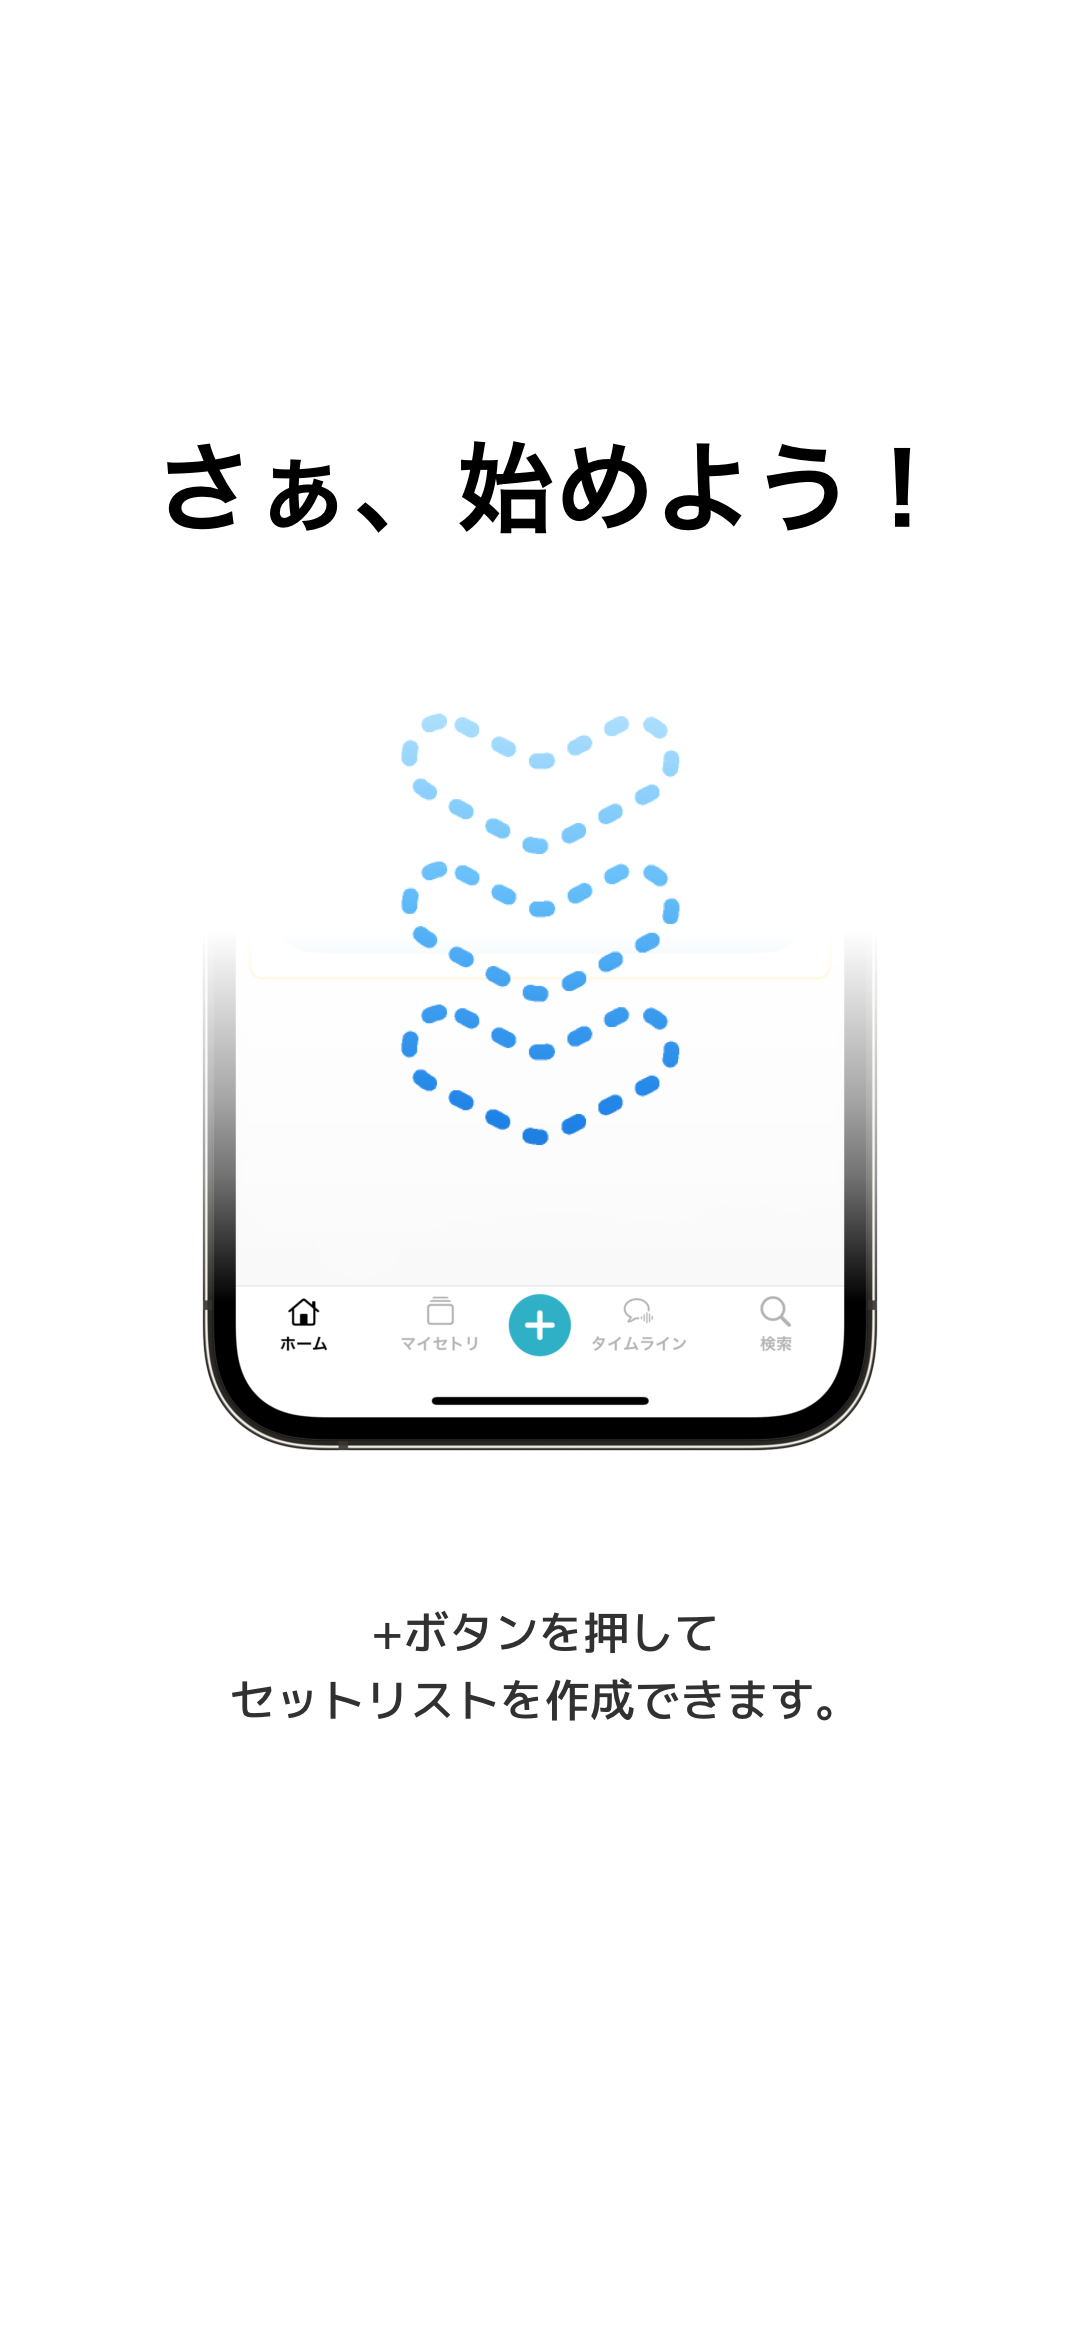 さぁ、始めよう！
ホーム
マイセトリ
タイムライン
検索
+ボタンを押して
セットリストを作成できます。